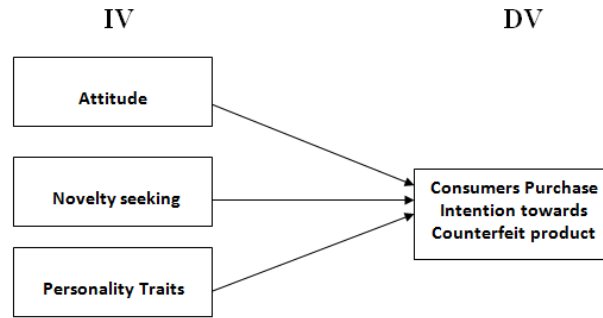 IV
DV
Attitude
Novelty seeking
Personality Traits
Consumers Purchase
Intention towards
Counterfeit product